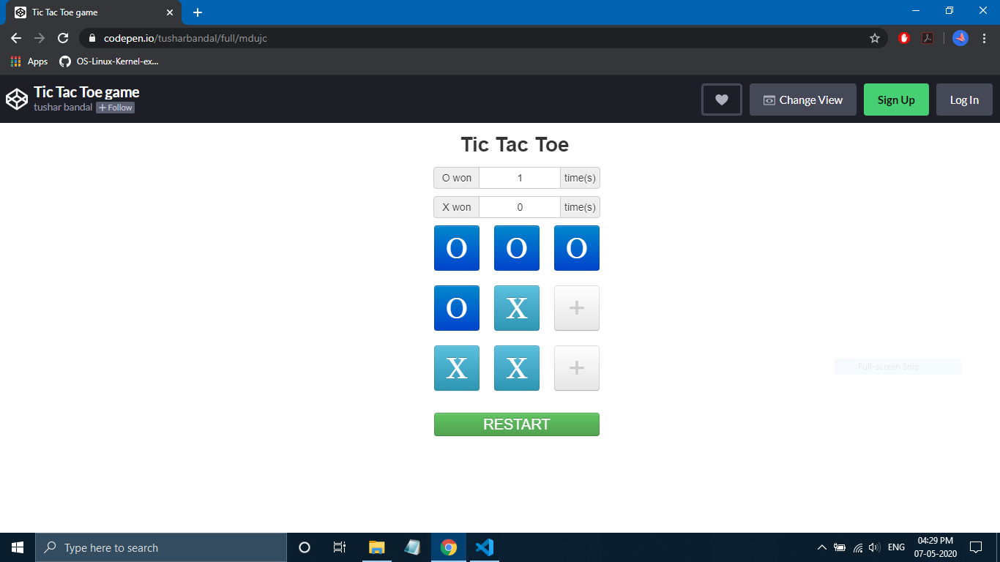 Tic Tac Toe game
codepen.io/tusharbandal/full/mdujc
Apps OS-Linux-Kernel-ex...
Tic Tac Toe game
tushar bandal + Follow
Change View Sign Up Log In
Tic Tac Toe
O won 1 time(s)
X won 0 time(s)
O O O
O X +
X X +
Full-screen Snip
RESTART
Type here to search
ENG
04:29 PM
07-05-2020